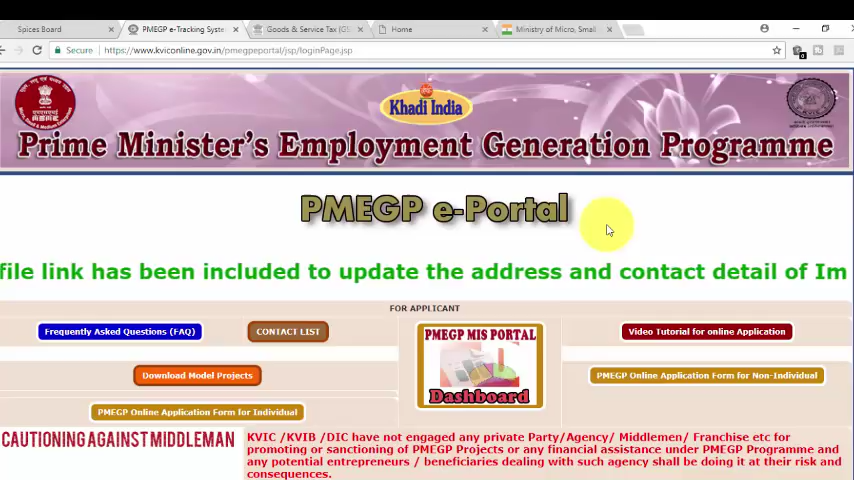 Spices Board
PMEGP e-Tracking Syste
Goods & Service Tax (GS
Home
Ministry of Micro, Small
Secure
https://www.kviconline.gov.in/pmegpeportal/jsp/loginPage.jsp
Khadi India
Prime Minister's Employment Generation Programme
PMEGP e-Portal
file link has been included to update the address and contact detail of Im
FOR APPLICANT
Frequently Asked Questions (FAQ)
CONTACT LIST
PMEGP MIS PORTAL
Dashboard
Video Tutorial for online Application
Download Model Projects
PMEGP Online Application Form for Non-Individual
PMEGP Online Application Form for Individual
CAUTIONING AGAINST MIDDLEMAN
KVIC /KVIB /DIC have not engaged any private Party/Agency/ Middlemen/ Franchise etc for
promoting or sanctioning of PMEGP Projects or any financial assistance under PMEGP Programme and
any potential entrepreneurs / beneficiaries dealing with such agency shall be doing it at their risk and
consequences.